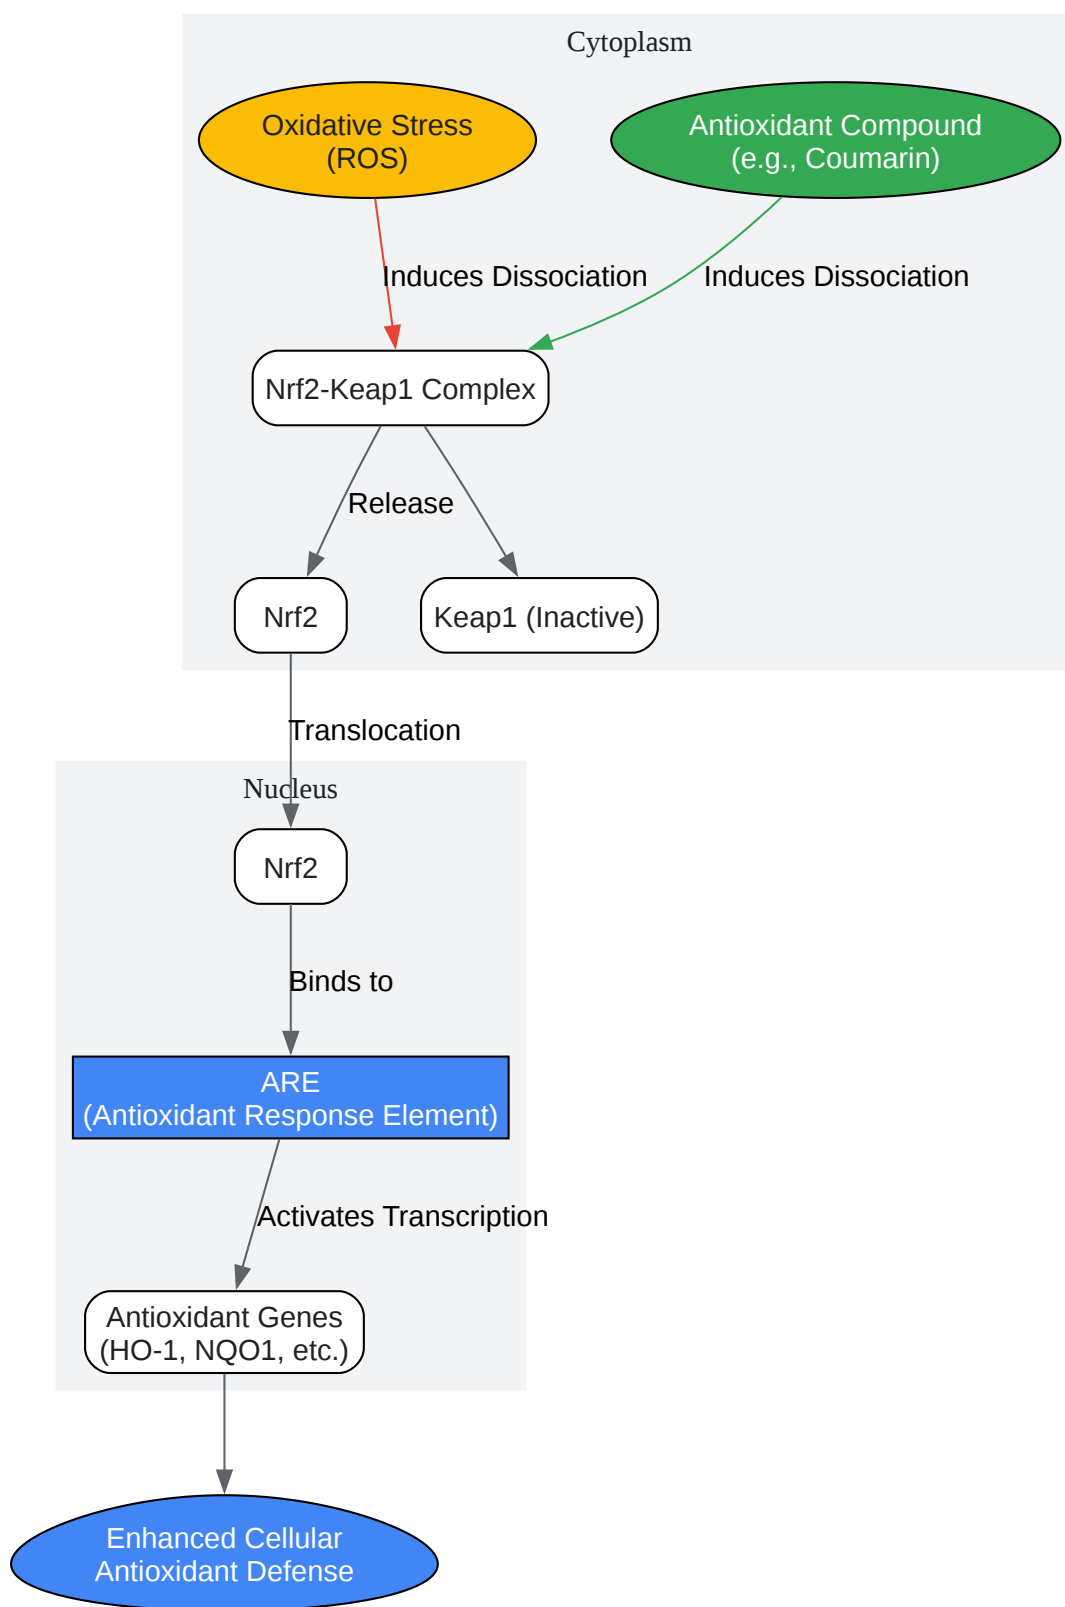 Cytoplasm
Oxidative Stress
(ROS)
Antioxidant Compound
(e.g., Coumarin)
Induces Dissociation
Induces Dissociation
Nrf2-Keap1 Complex
Release
Nrf2
Keap1 (Inactive)
Translocation
Nucleus
Nrf2
Binds to
ARE
(Antioxidant Response Element)
Activates Transcription
Antioxidant Genes
(HO-1, NQO1, etc.)
Enhanced Cellular
Antioxidant Defense